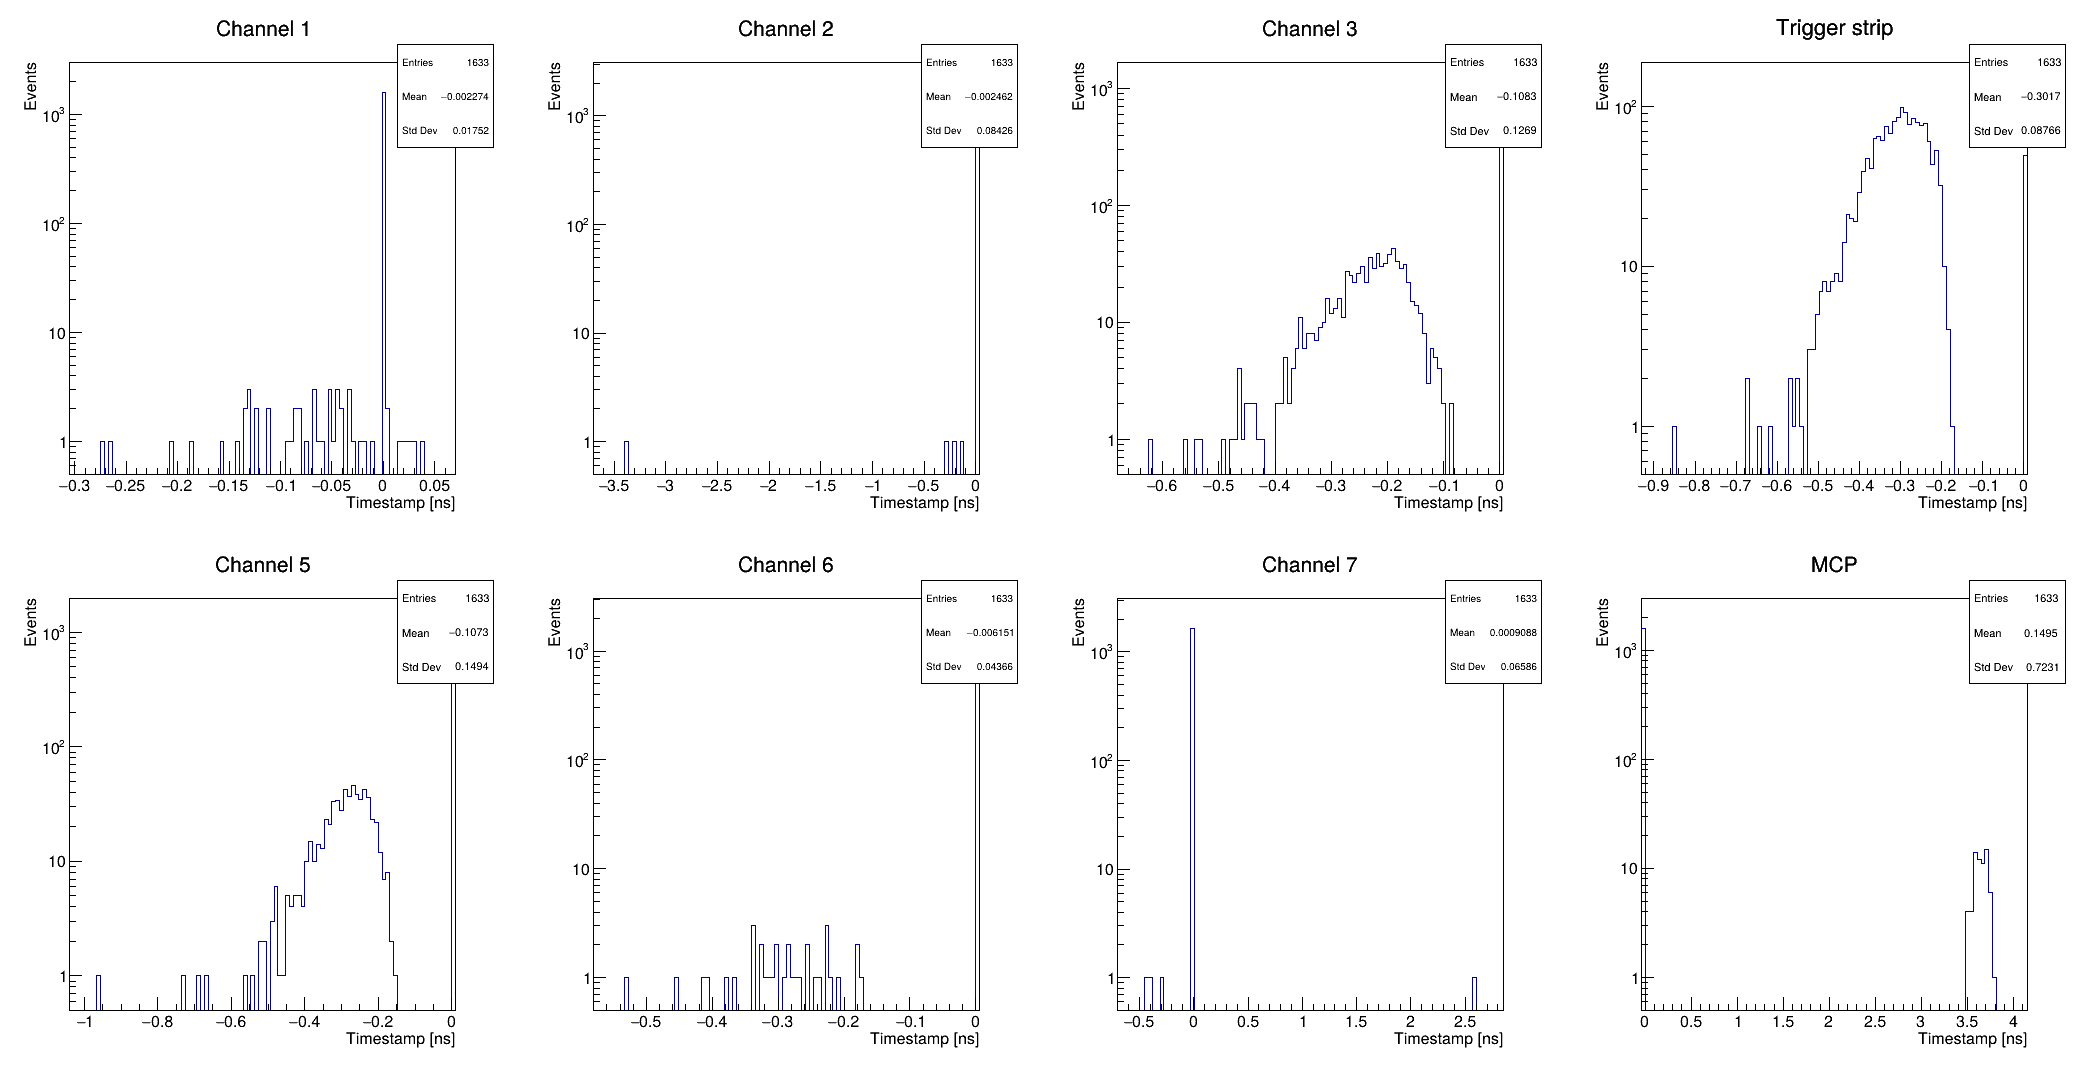 Channel 1
Events
Entries 1633
Mean −0.002274
Std Dev 0.01752
10³
10²
10
1
−0.3 −0.25 −0.2 −0.15 −0.1 −0.05 0 0.05
Timestamp [ns]
Channel 2
Events
Entries 1633
Mean −0.002462
Std Dev 0.08426
10³
10²
10
1
−3.5 −3 −2.5 −2 −1.5 −1 −0.5 0
Timestamp [ns]
Channel 3
Events
Entries 1633
Mean −0.1083
Std Dev 0.1269
10³
10²
10
1
−0.6 −0.5 −0.4 −0.3 −0.2 −0.1 0
Timestamp [ns]
Trigger strip
Events
Entries 1633
Mean −0.3017
Std Dev 0.08766
10²
10
1
−0.9 −0.8 −0.7 −0.6 −0.5 −0.4 −0.3 −0.2 −0.1 0
Timestamp [ns]
Channel 5
Events
Entries 1633
Mean −0.1073
Std Dev 0.1494
10³
10²
10
1
−1 −0.8 −0.6 −0.4 −0.2 0
Timestamp [ns]
Channel 6
Events
Entries 1633
Mean −0.006151
Std Dev 0.04366
10³
10²
10
1
−0.5 −0.4 −0.3 −0.2 −0.1 0
Timestamp [ns]
Channel 7
Events
Entries 1633
Mean 0.0009088
Std Dev 0.06586
10³
10²
10
1
−0.5 0 0.5 1 1.5 2 2.5
Timestamp [ns]
MCP
Events
Entries 1633
Mean 0.1495
Std Dev 0.7231
10³
10²
10
1
0 0.5 1 1.5 2 2.5 3 3.5 4
Timestamp [ns]